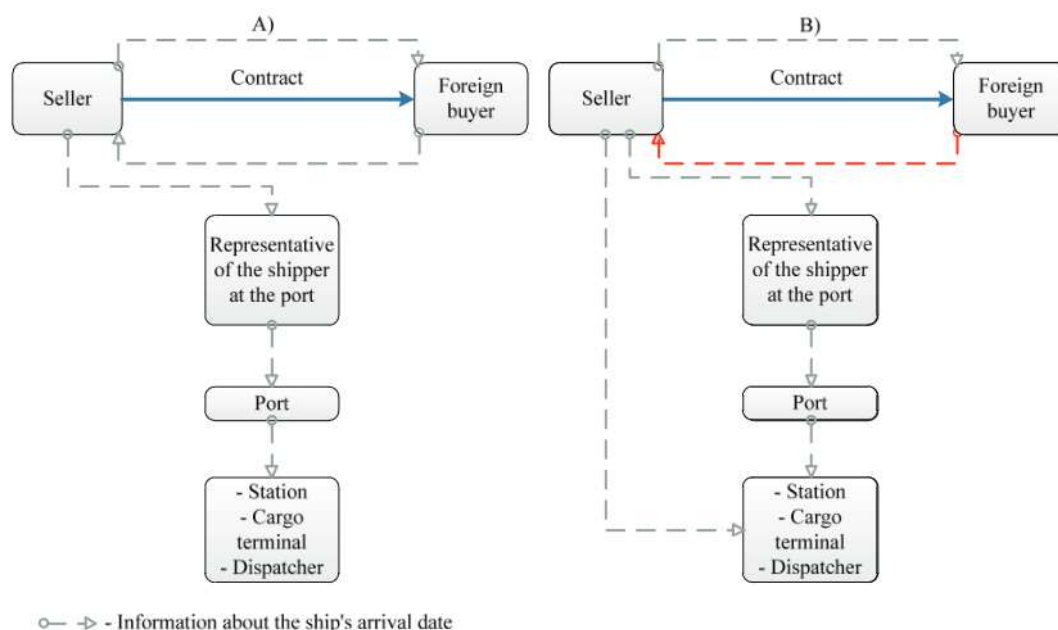 A)
Seller
Contract
Foreign
buyer
Representative
of the shipper
at the port
Port
- Station
- Cargo
terminal
- Dispatcher
B)
Seller
Contract
Foreign
buyer
Representative
of the shipper
at the port
Port
- Station
- Cargo
terminal
- Dispatcher
- Information about the ship's arrival date